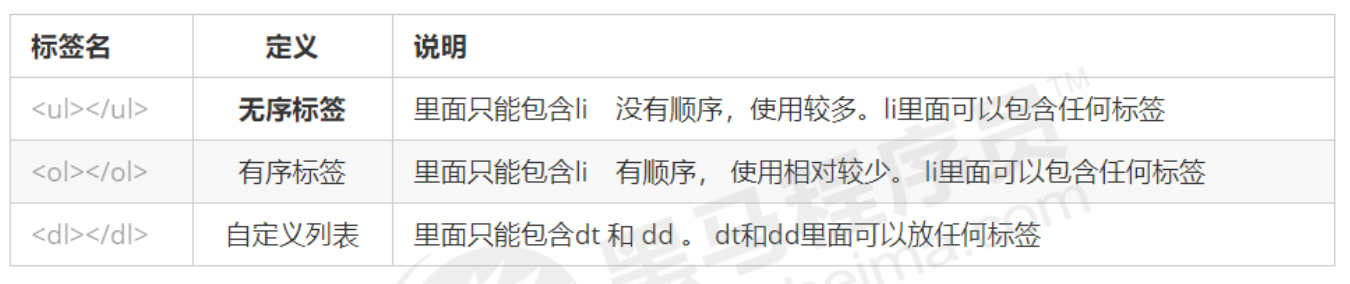 标签名 定义 说明
<ul></ul> 无序标签 里面只能包含li 没有顺序，使用较多。li里面可以包含任何标签
<ol></ol> 有序标签 里面只能包含li 有顺序， 使用相对较少。 li里面可以包含任何标签
<dl></dl> 自定义列表 里面只能包含dt 和 dd 。 dt和dd里面可以放任何标签
黑马程序员™
heima.com